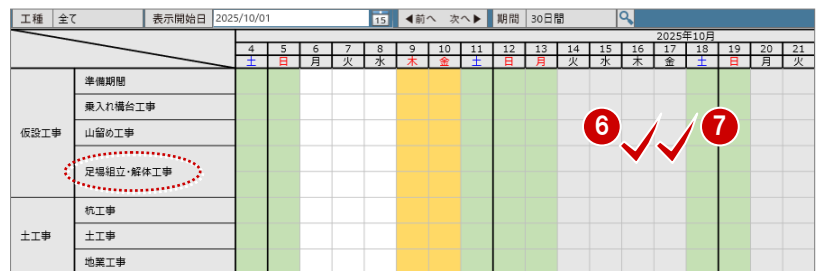 工種 全て 表示開始日 2025/10/01 15 ◀前へ 次へ▶ 期間 30日間
2025年10月
4 5 6 7 8 9 10 11 12 13 14 15 16 17 18 19 20 21
土 日 月 火 水 木 金 土 日 月 火 水 木 金 土 日 月 火
準備期間
乗入れ構台工事
仮設工事 山留め工事
6 7
足場組立･解体工事
杭工事
土工事 土工事
地業工事